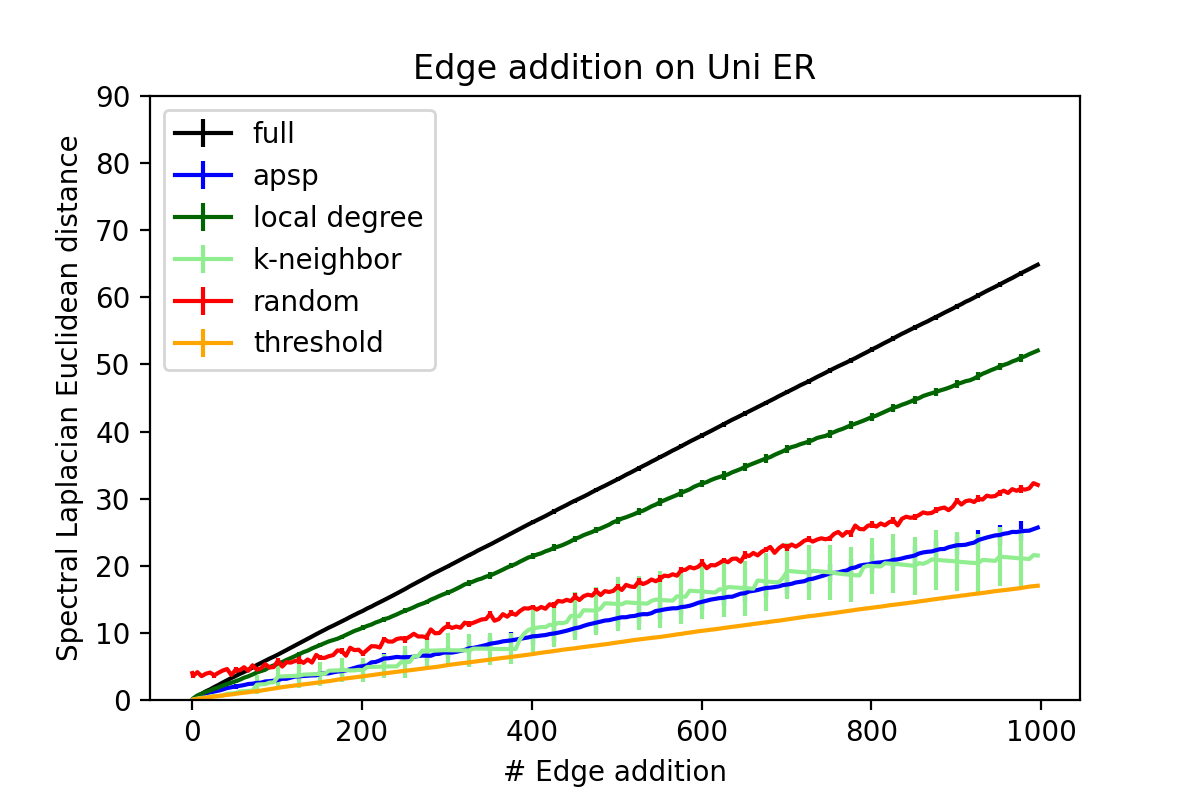 Edge addition on Uni ER
Spectral Laplacian Euclidean distance
90
80
70
60
50
40
30
20
10
0
full
apsp
local degree
k-neighbor
random
threshold
0 200 400 600 800 1000
# Edge addition